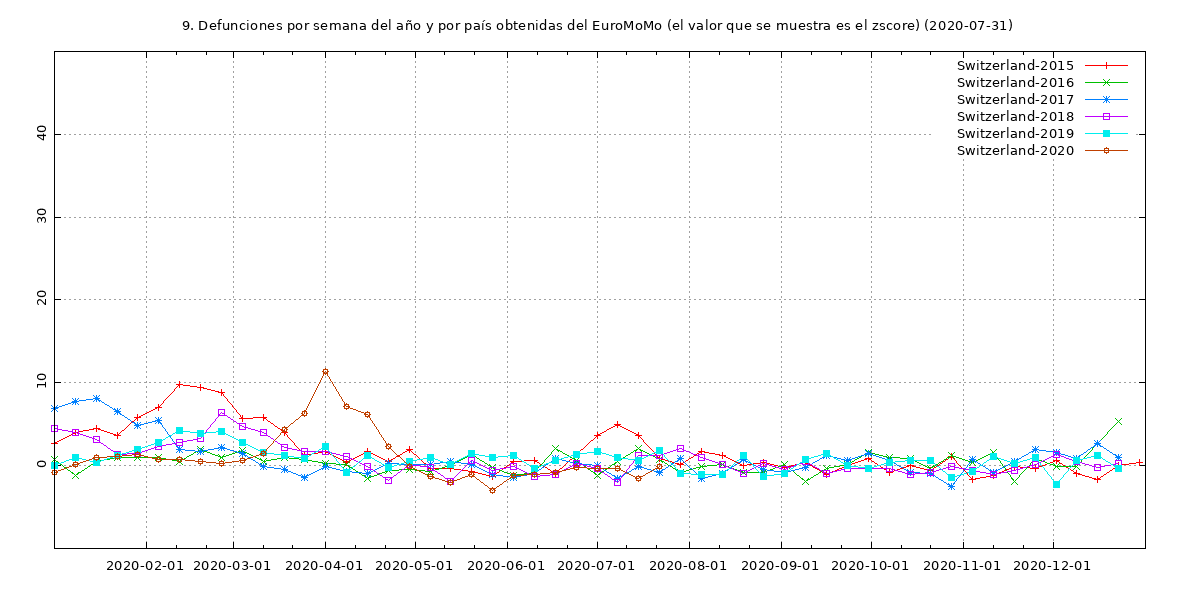 9. Defunciones por semana del año y por país obtenidas del EuroMoMo (el valor que se muestra es el zscore) (2020-07-31)
Switzerland-2015
Switzerland-2016
Switzerland-2017
Switzerland-2018
Switzerland-2019
Switzerland-2020
40
30
20
10
0
2020-02-01 2020-03-01 2020-04-01 2020-05-01 2020-06-01 2020-07-01 2020-08-01 2020-09-01 2020-10-01 2020-11-01 2020-12-01